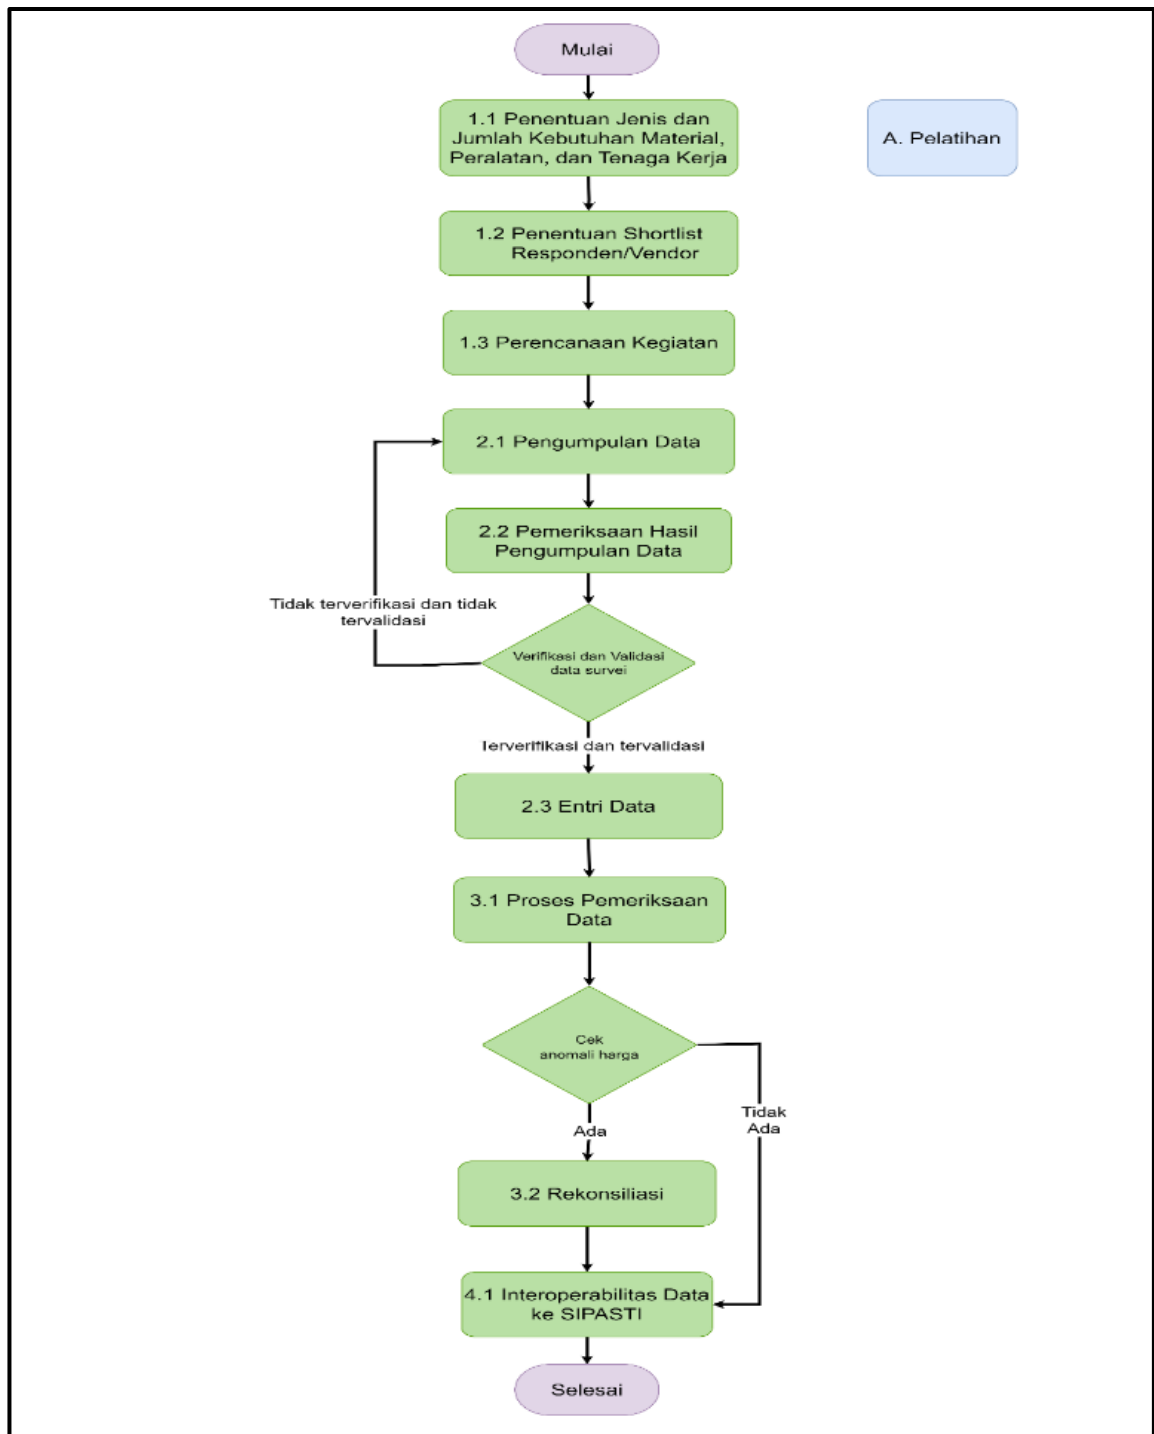 Mulai
1.1 Penentuan Jenis dan
Jumlah Kebutuhan Material,
Peralatan, dan Tenaga Kerja
A. Pelatihan
1.2 Penentuan Shortlist
Responden/Vendor
1.3 Perencanaan Kegiatan
2.1 Pengumpulan Data
2.2 Pemeriksaan Hasil
Pengumpulan Data
Tidak terverifikasi dan tidak
tervalidasi
Verifikasi dan Validasi
data survei
Terverifikasi dan tervalidasi
2.3 Entri Data
3.1 Proses Pemeriksaan
Data
Cek
anomali harga
Tidak
Ada
Ada
3.2 Rekonsiliasi
4.1 Interoperabilitas Data
ke SIPASTI
Selesai